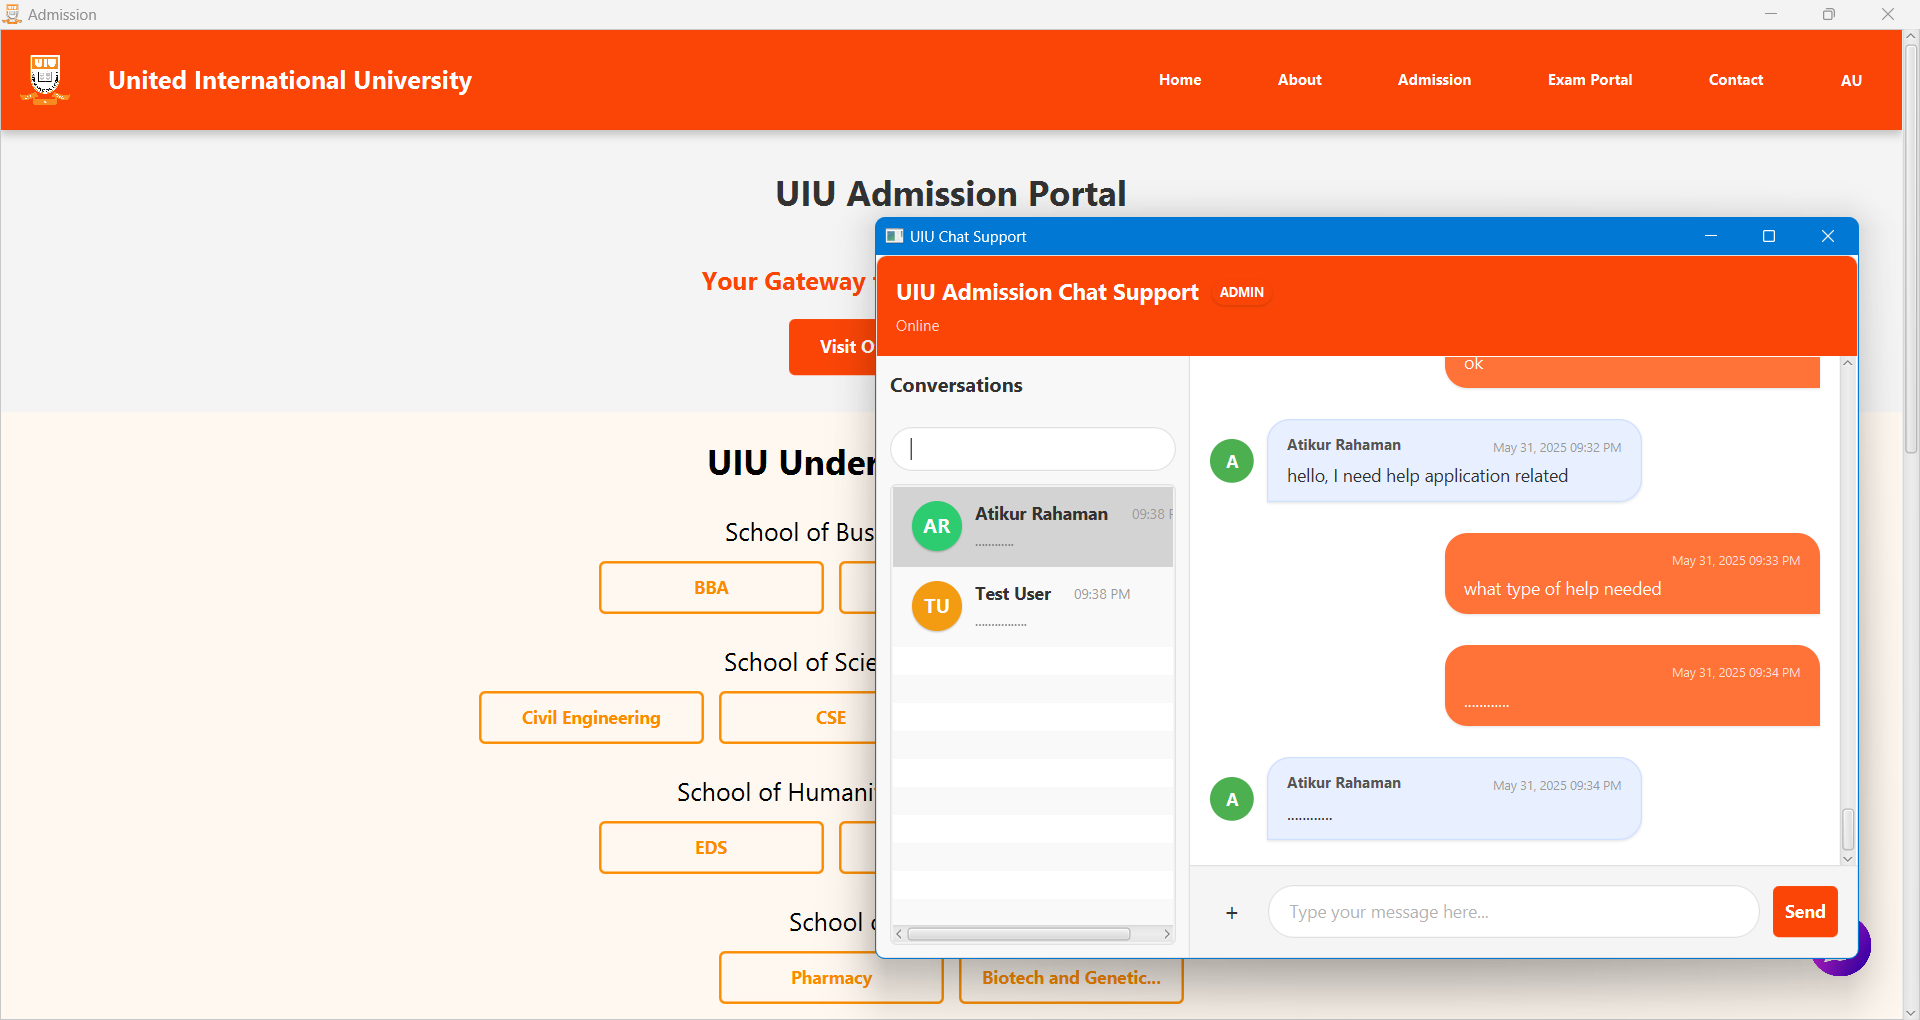 Admission
UIU
United International University
Home
About
Admission
Exam Portal
Contact
AU
UIU Admission Portal
Your Gateway
Visit O
UIU Under
School of Bus
BBA
School of Scie
Civil Engineering
CSE
School of Humani
EDS
School
Pharmacy
Biotech and Genetic...
UIU Chat Support
UIU Admission Chat Support
ADMIN
Online
Conversations
AR
Atikur Rahaman
09:38 P
............
TU
Test User
09:38 PM
................
ok
A
Atikur Rahaman
May 31, 2025 09:32 PM
hello, I need help application related
May 31, 2025 09:33 PM
what type of help needed
May 31, 2025 09:34 PM
............
A
Atikur Rahaman
May 31, 2025 09:34 PM
............
+
Type your message here...
Send